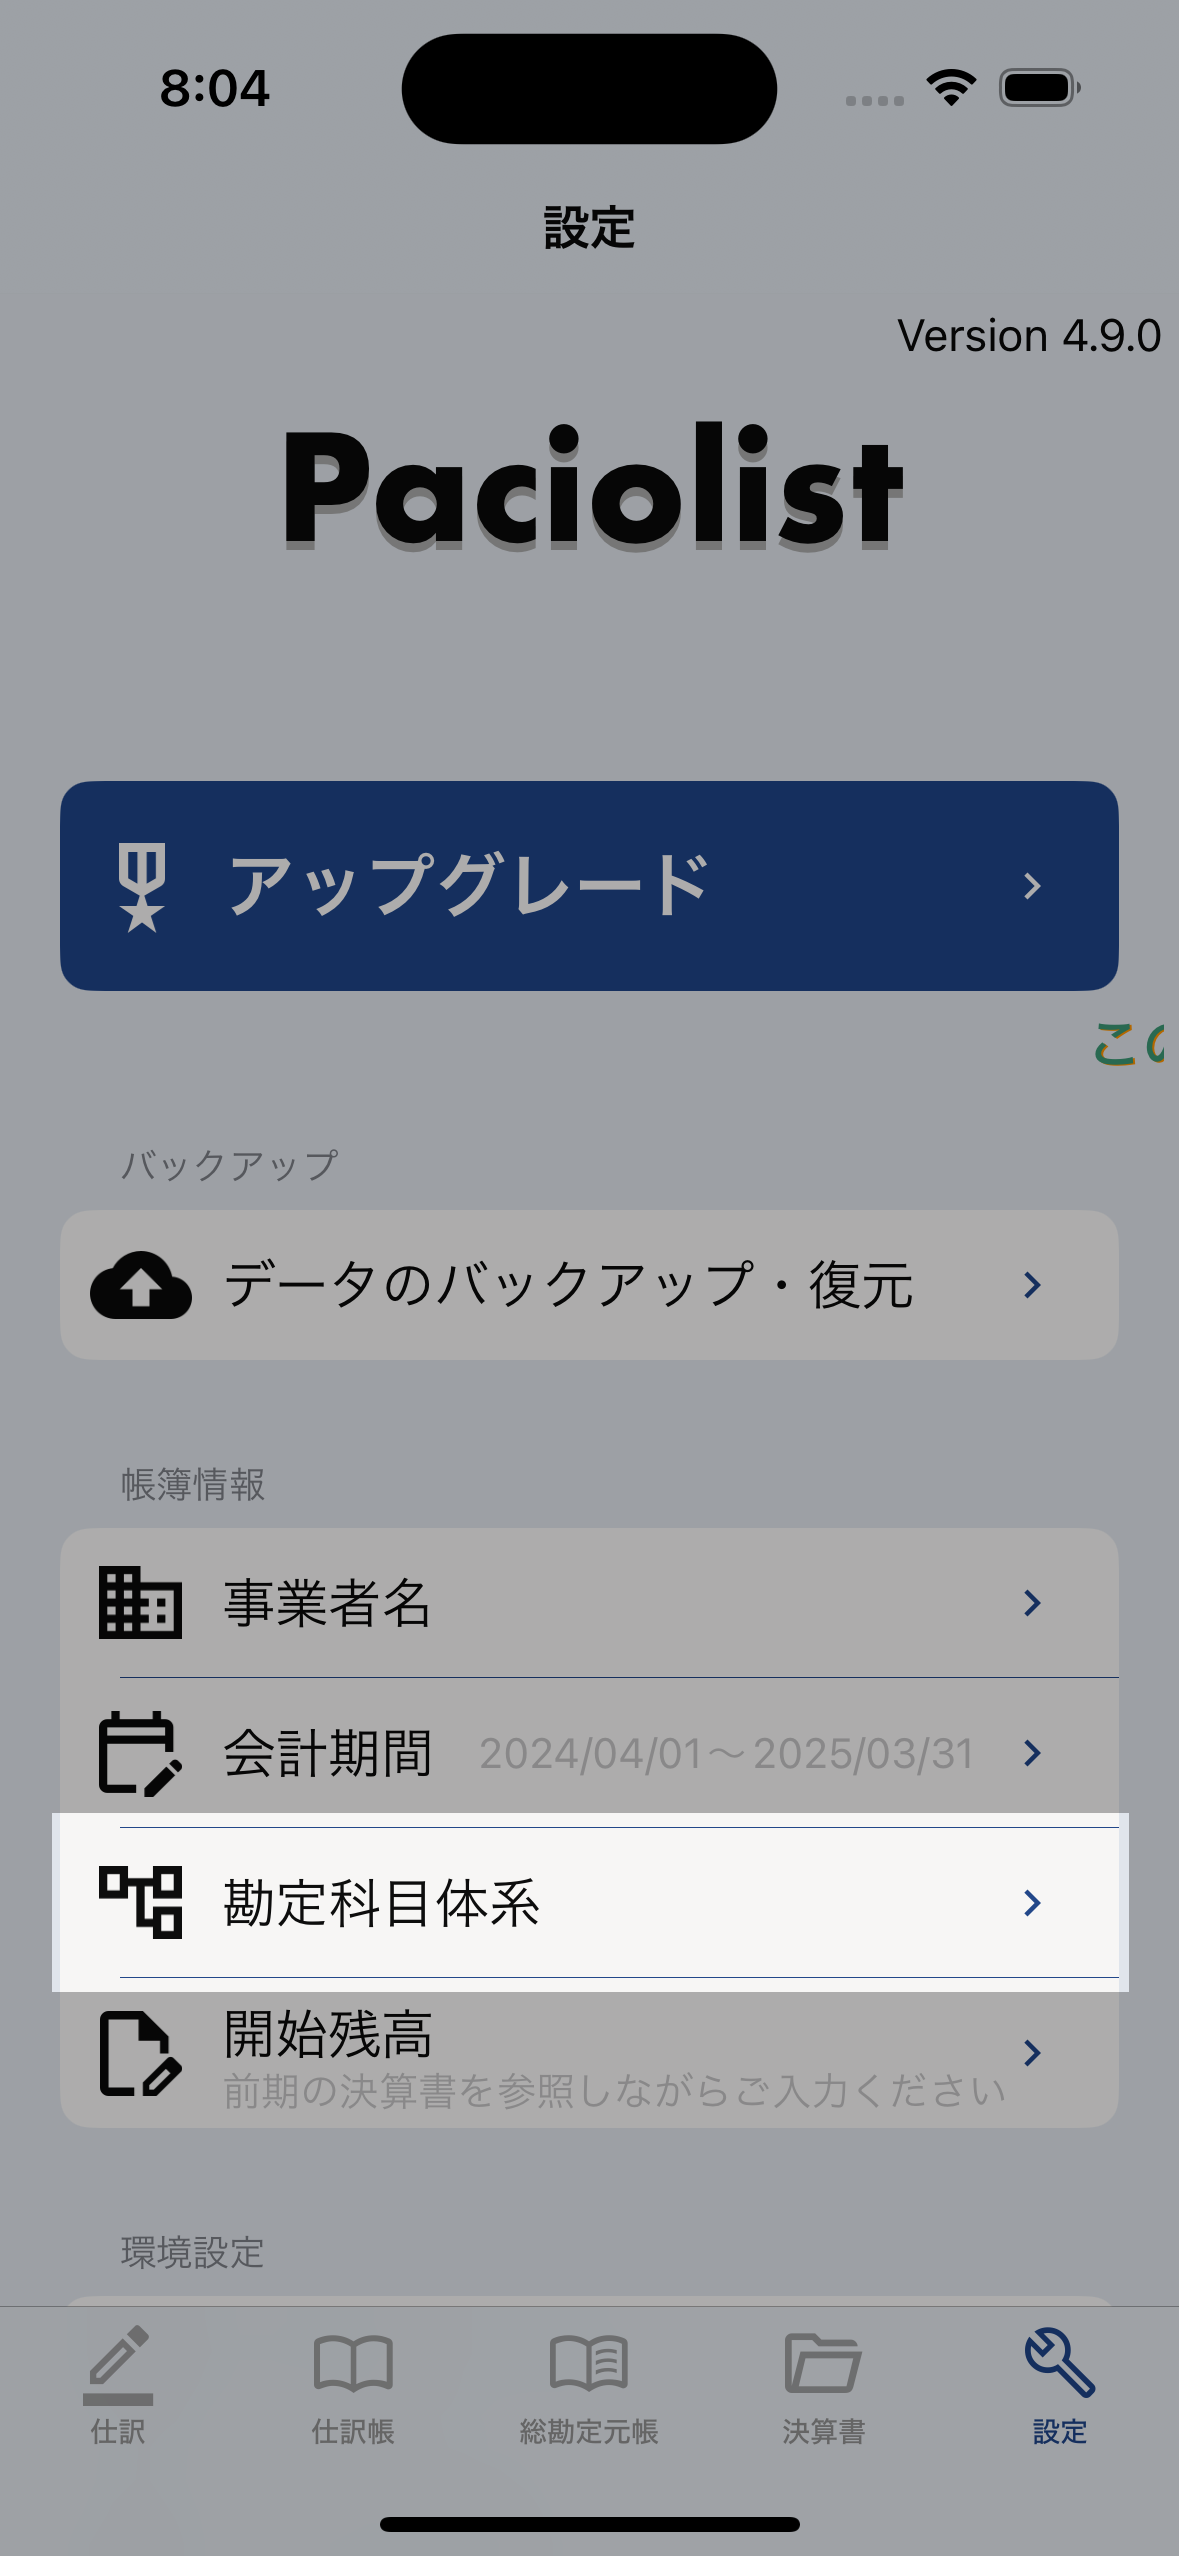 8:04
設定
Version 4.9.0
Paciolist
アップグレード
この
バックアップ
データのバックアップ・復元
帳簿情報
事業者名
会計期間 2024/04/01～2025/03/31
勘定科目体系
開始残高
前期の決算書を参照しながらご入力ください
環境設定
仕訳 仕訳帳 総勘定元帳 決算書 設定